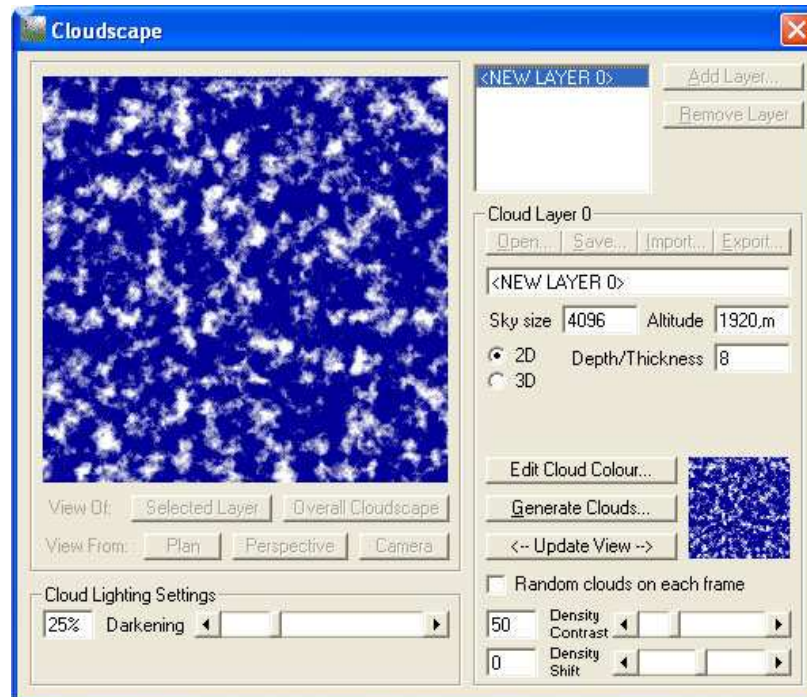 Cloudscape
<NEW LAYER 0>
Add Layer...
Remove Layer
Cloud Layer 0
Open... Save... Import... Export...
<NEW LAYER 0>
Sky size 4096 Altitude 1920,m
2D Depth/Thickness 8
3D
Edit Cloud Colour...
Generate Clouds...
<-- Update View -->
Random clouds on each frame
50 Density Contrast
0 Density Shift
View Of: Selected Layer Overall Cloudscape
View From: Plan Perspective Camera
Cloud Lighting Settings
25% Darkening